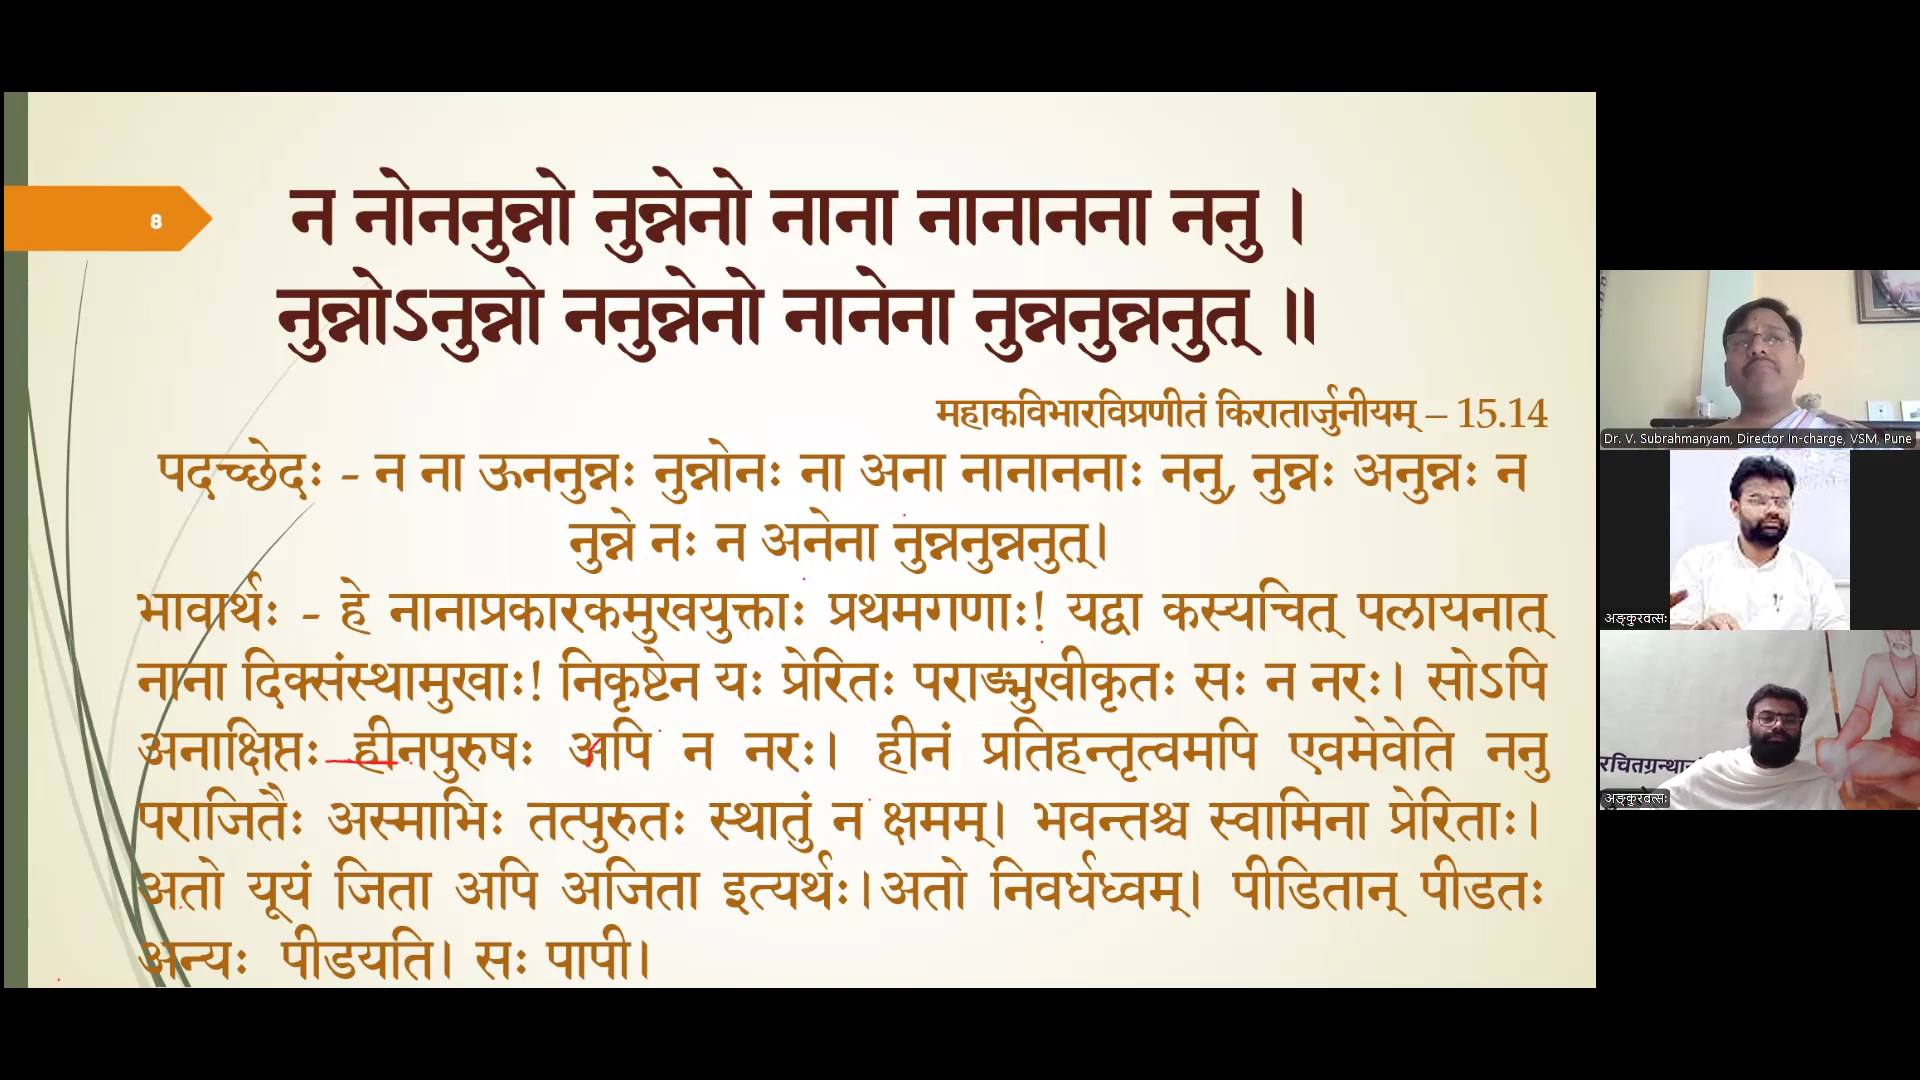 8
न नोननुन्नो नुन्नेनो नाना नानानना ननु ।
नुन्नोऽनुन्नो ननुन्नेनो नानेना नुन्ननुन्ननुत् ॥
महाकविभारविप्रणीतं किरातार्जुनीयम् – 15.14
पदच्छेदः - न ना ऊननुन्नः नुन्नोनः ना अना नानाननाः ननु, नुन्नः अनुन्नः न
नुन्ने नः न अनेना नुन्ननुन्ननुत्।
भावार्थः - हे नानाप्रकारकमुखयुक्ताः प्रथमगणाः! यद्वा कस्यचित् पलायनात्
नाना दिक्संस्थामुखाः! निकृष्टेन यः प्रेरितः पराङ्मुखीकृतः सः न नरः। सोऽपि
अनाक्षिप्तः हीनपुरुषः अपि न नरः। हीनं प्रतिहन्तृत्वमपि एवमेवेति ननु
पराजितैः अस्माभिः तत्पुरुतः स्थातुं न क्षमम्। भवन्तश्च स्वामिना प्रेरिताः।
अतो यूयं जिता अपि अजिता इत्यर्थः।अतो निवर्धध्वम्। पीडितान् पीडतः
अन्यः पीडयति। सः पापी।
Dr. V. Subrahmanyam, Director In-charge, VSM, Pune
अङ्कुरवत्सः
रचितग्रन्था
अङ्कुरवत्सः